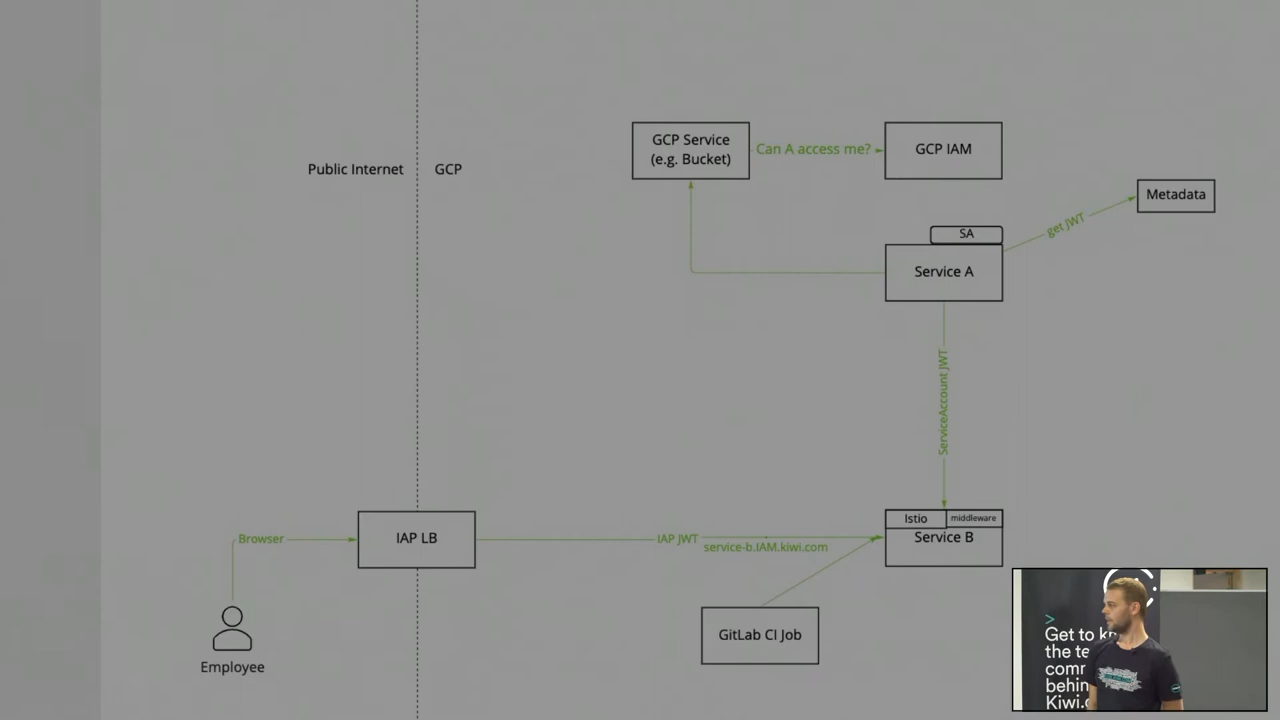 GCP Service
(e.g. Bucket)
Can A access me?
GCP IAM
Public Internet
GCP
Metadata
get JWT
SA
Service A
ServiceAccount JWT
Istio
middleware
Service B
Browser
IAP LB
IAP JWT
service-b.IAM.kiwi.com
GitLab CI Job
Employee
>
Get to
the te
comm
behin
Kiwi.